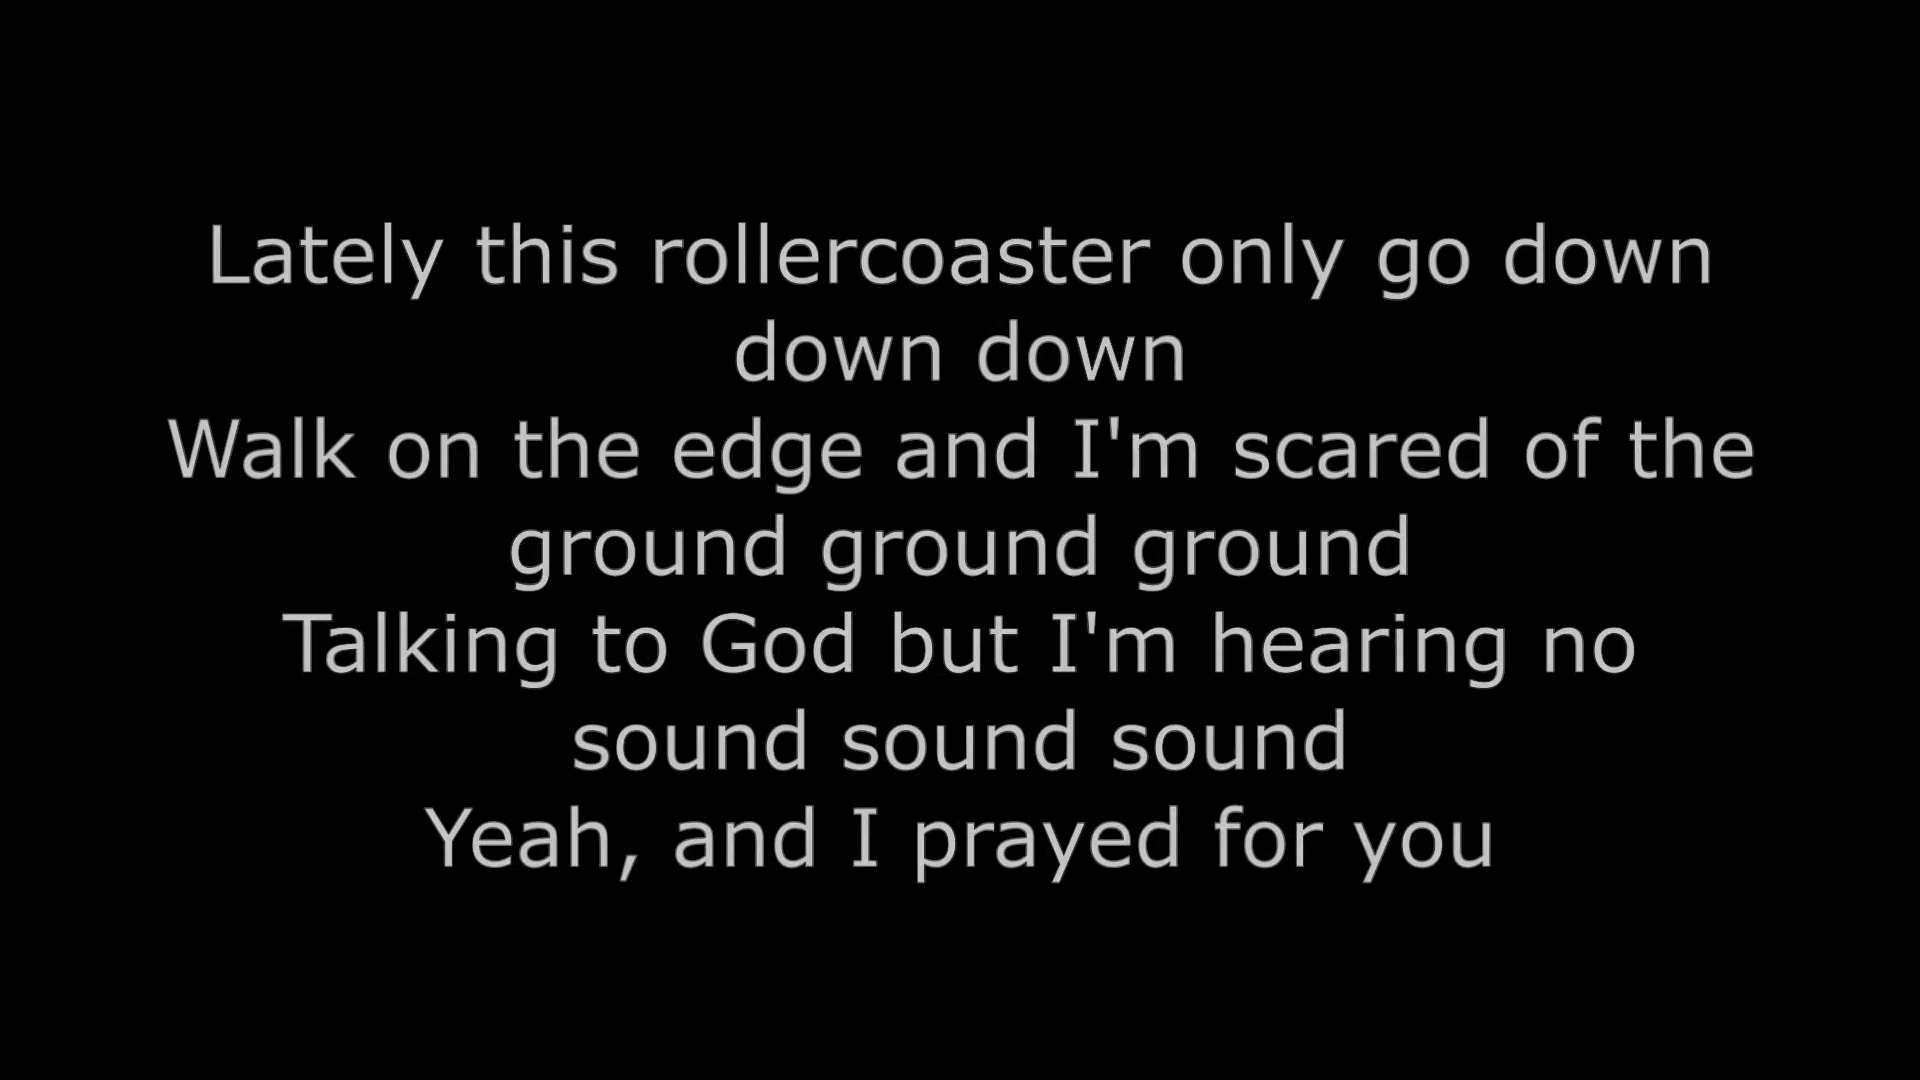 Lately this rollercoaster only go down
down down
Walk on the edge and I'm scared of the
ground ground ground
Talking to God but I'm hearing no
sound sound sound
Yeah, and I prayed for you